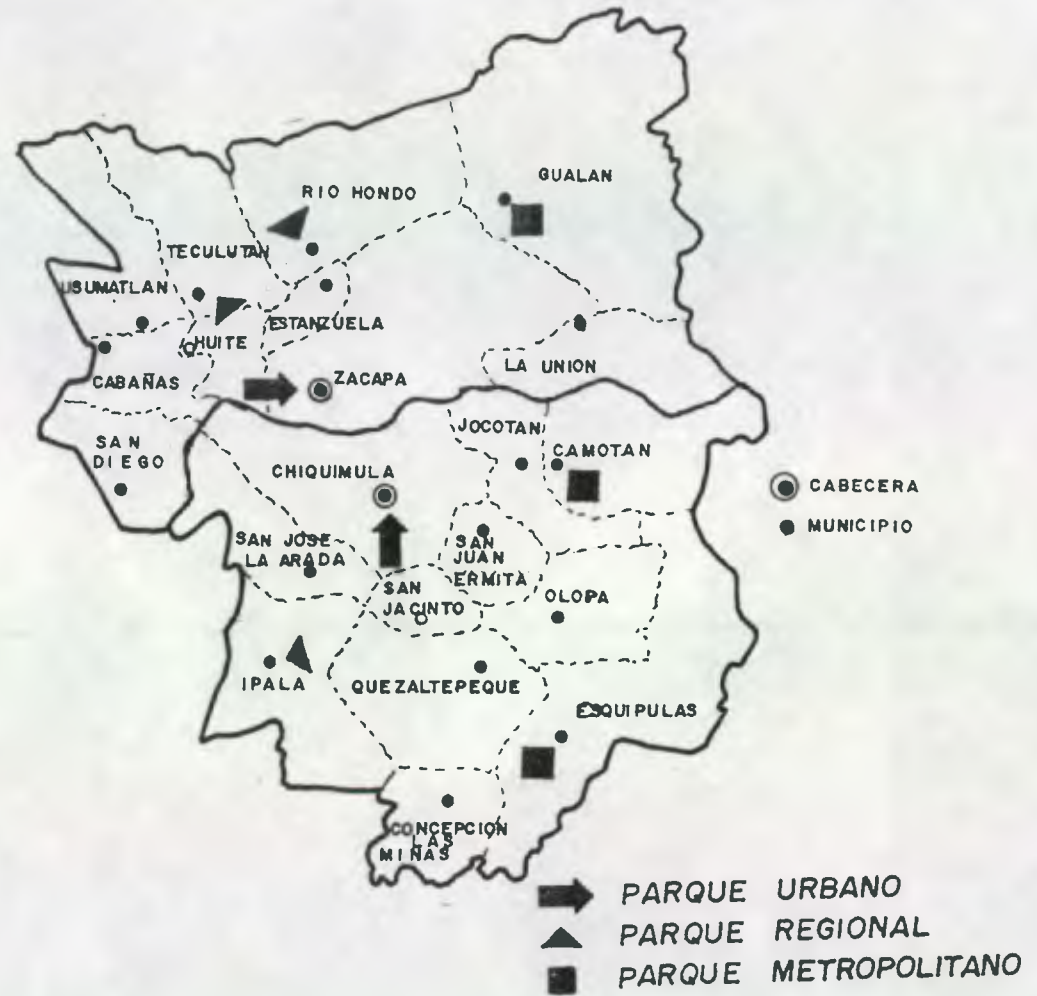 GUALAN
RIO HONDO
TECULUTAN
USUMATLAN
ESTANZUELA
HUITE
LA UNION
CABAÑAS
ZACAPA
JOCOTAN
SAN
DIEGO
CAMOTAN
CHIQUIMULA
CABECERA
MUNICIPIO
SAN JOSE
LA ARADA
SAN
JUAN
ERMITA
SAN
JACINTO
OLOPA
IPALA
QUEZALTEPEQUE
ESQUIPULAS
CONCEPCION
LAS
MINAS
PARQUE URBANO
PARQUE REGIONAL
PARQUE METROPOLITANO